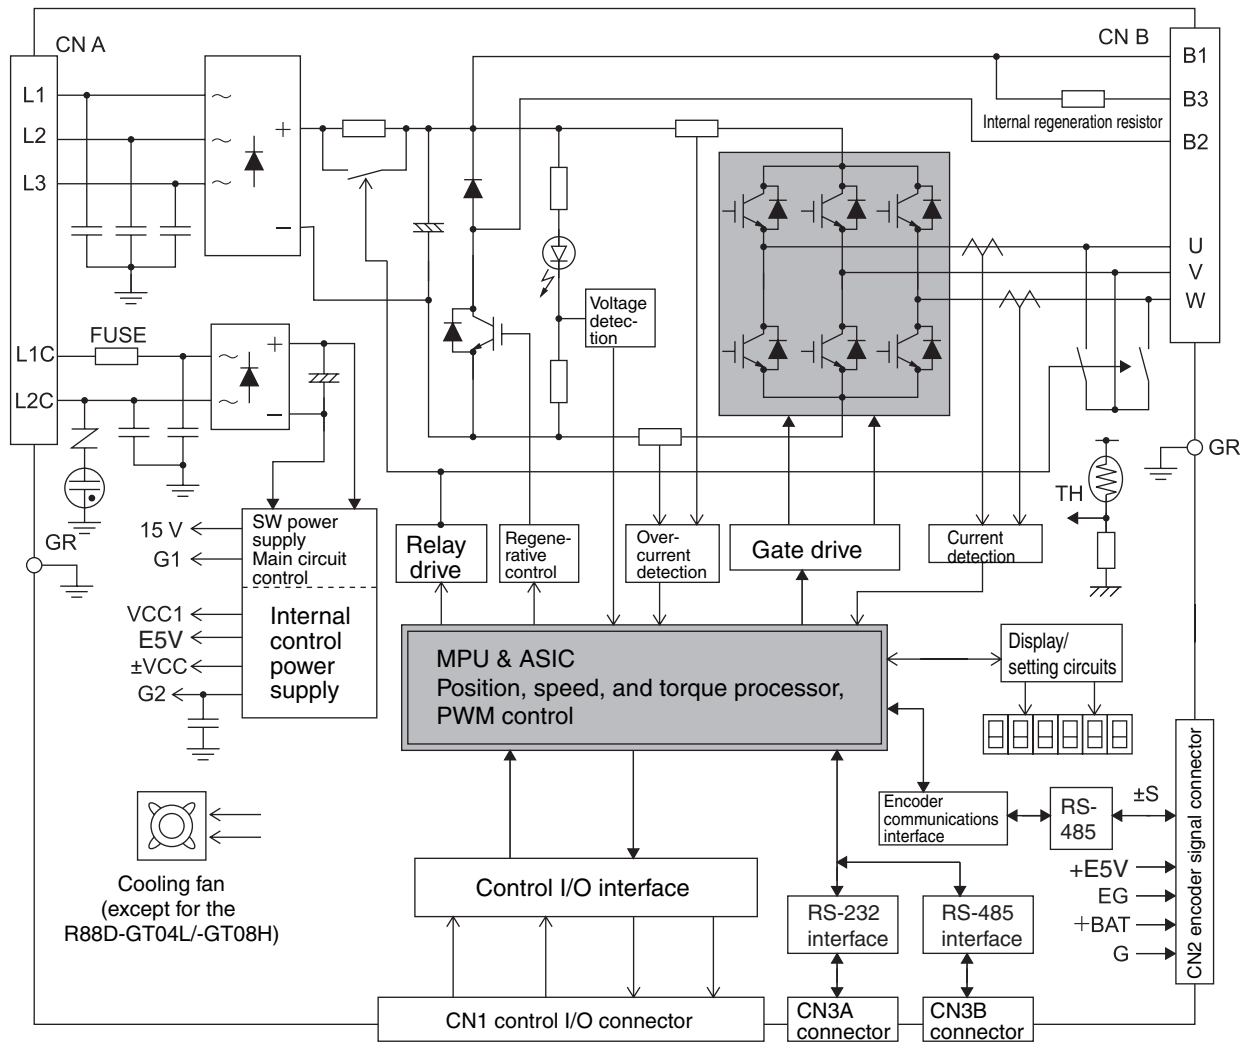 CN A
CN B
L1
L2
L3
L1C
L2C
FUSE
B1
B3
Internal regeneration resistor
B2
U
V
W
+
−
+
−
Voltage
detec-
tion
GR
GR
TH
SW power
supply
Main circuit
control
15 V
G1
Internal
control
power
supply
VCC1
E5V
±VCC
G2
Relay
drive
Regene-
rative
control
Over-
current
detection
Gate drive
Current
detection
MPU & ASIC
Position, speed, and torque processor,
PWM control
Display/
setting circuits
Encoder
communications
interface
RS-
485
±S
+E5V
EG
+BAT
G
CN2 encoder signal connector
Cooling fan
(except for the
R88D-GT04L/-GT08H)
Control I/O interface
RS-232
interface
RS-485
interface
CN1 control I/O connector
CN3A
connector
CN3B
connector